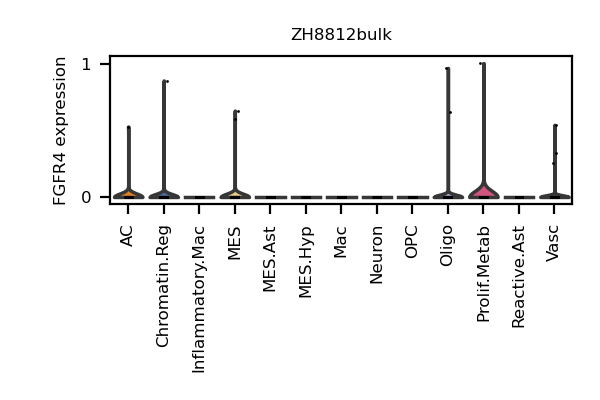 ZH8812bulk
FGFR4 expression
1
0
AC
Chromatin.Reg
Inflammatory.Mac
MES
MES.Ast
MES.Hyp
Mac
Neuron
OPC
Oligo
Prolif.Metab
Reactive.Ast
Vasc